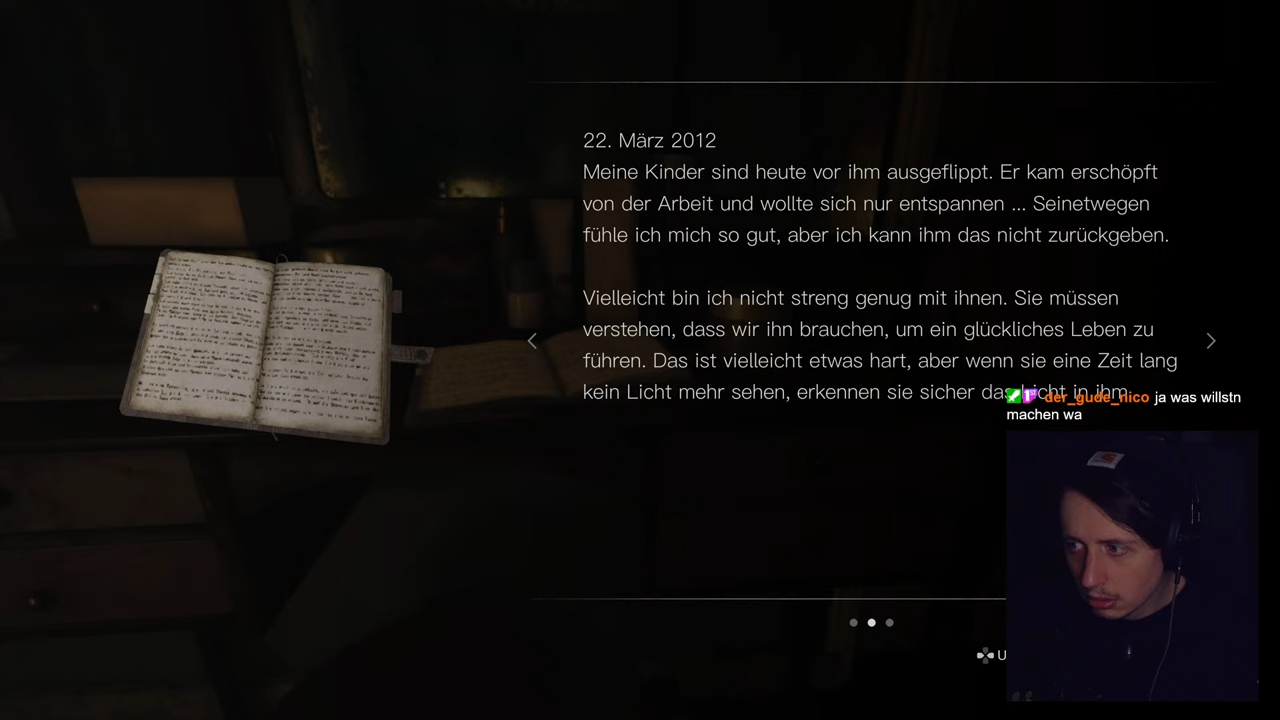 22. März 2012
Meine Kinder sind heute vor ihm ausgeflippt. Er kam erschöpft
von der Arbeit und wollte sich nur entspannen ... Seinetwegen
fühle ich mich so gut, aber ich kann ihm das nicht zurückgeben.
Vielleicht bin ich nicht streng genug mit ihnen. Sie müssen
verstehen, dass wir ihn brauchen, um ein glückliches Leben zu
führen. Das ist vielleicht etwas hart, aber wenn sie eine Zeit lang
kein Licht mehr sehen, erkennen sie sicher das Licht in ihm.
der_gude_nico ja was willstn
machen wa